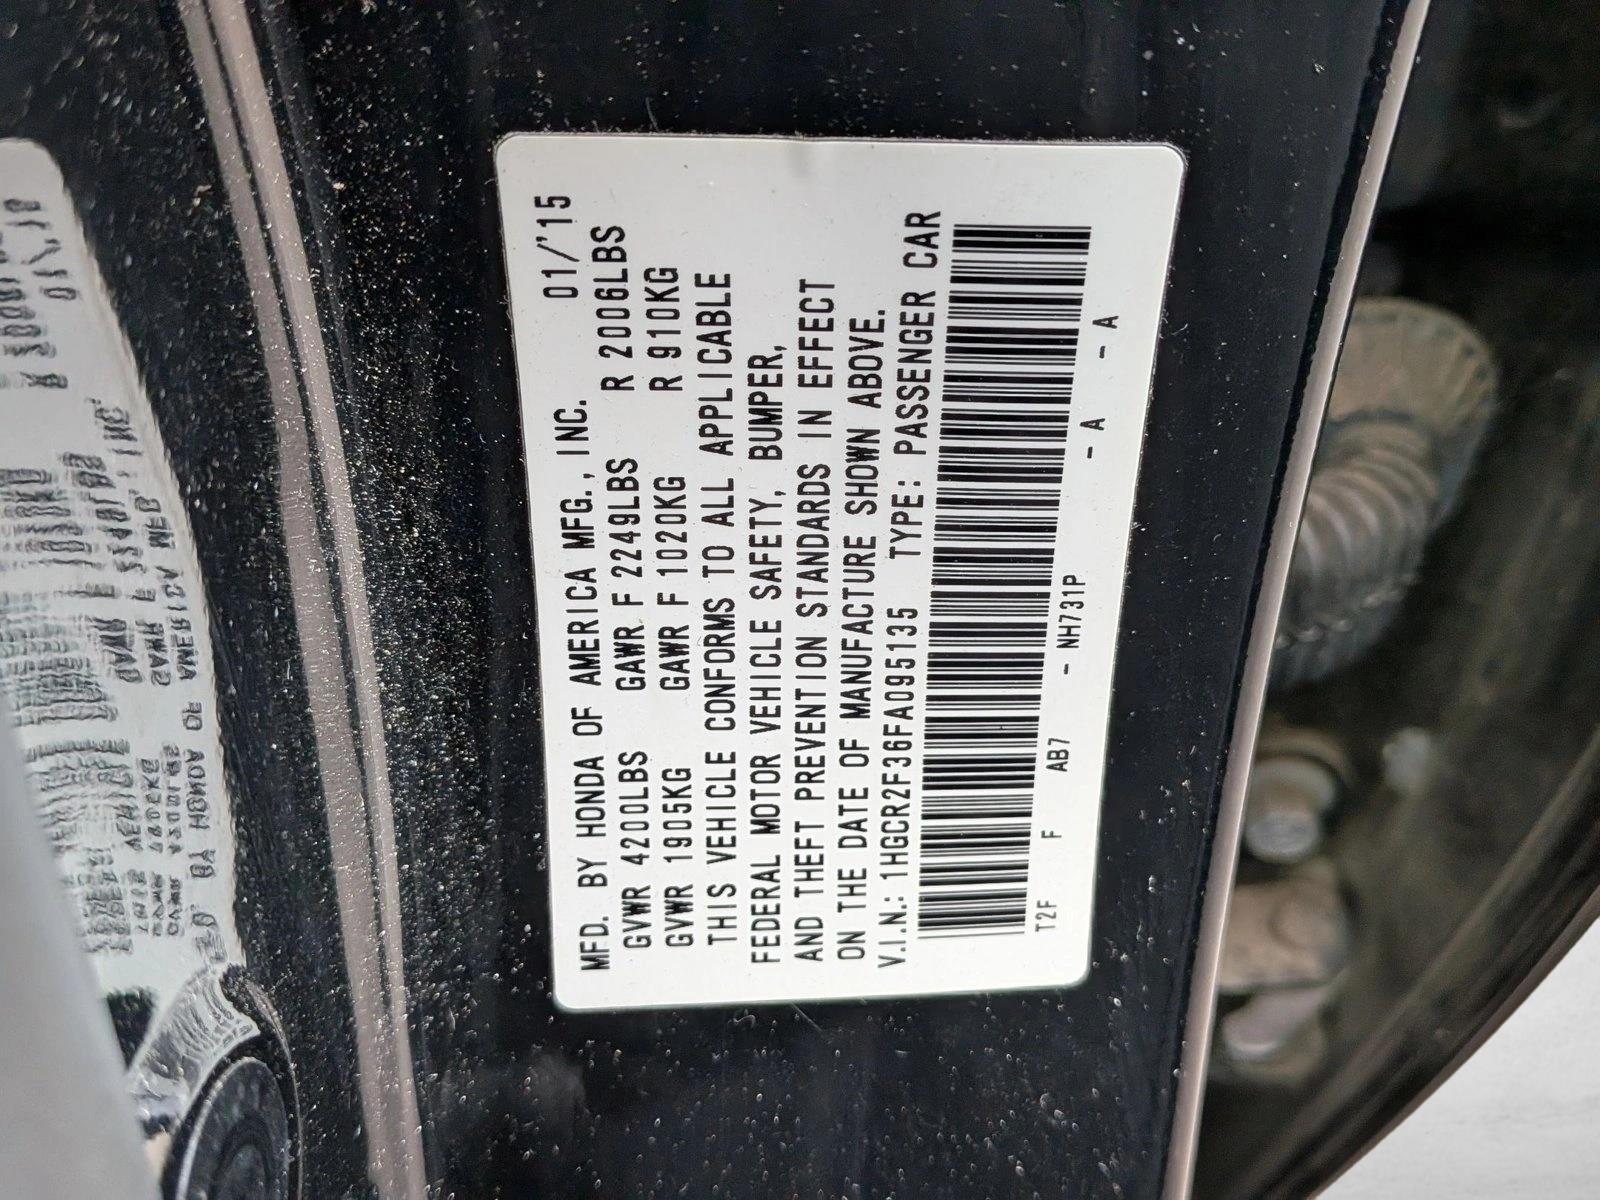 MFD. BY HONDA OF AMERICA MFG., INC. 01/'15
GVWR 4200LBS GAWR F 2249LBS R 2006LBS
GVWR 1905KG GAWR F 1020KG R 910KG
THIS VEHICLE CONFORMS TO ALL APPLICABLE
FEDERAL MOTOR VEHICLE SAFETY, BUMPER,
AND THEFT PREVENTION STANDARDS IN EFFECT
ON THE DATE OF MANUFACTURE SHOWN ABOVE.
V.I.N.: 1HGCR2F36FA095135 TYPE: PASSENGER CAR
T2F F AB7 - NH731P - A - A